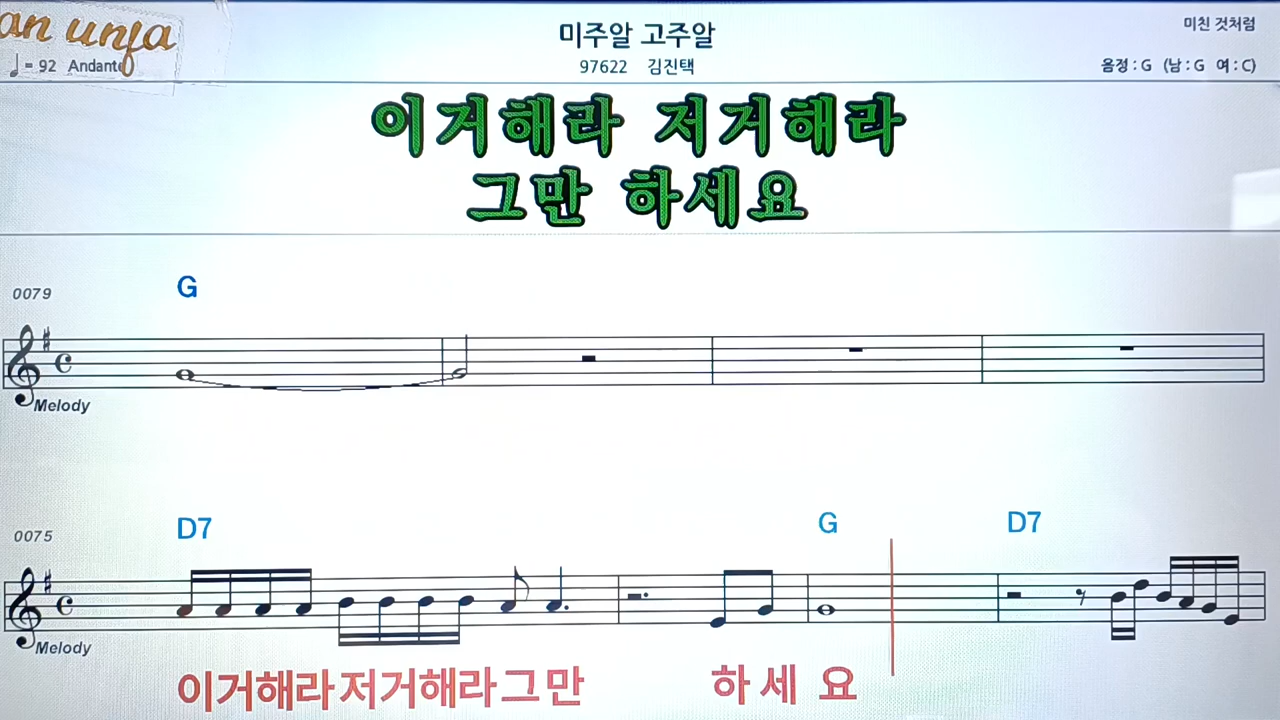 an unfa
미주알 고주알
미친 것처럼
♩= 92 Andante
97622 김진택
음정 : G (남 : G 여 : C)
이거해라 저거해라
그만 하세요
G
0079
Melody
D7 G D7
0075
Melody
이거해라저거해라그만 하세 요